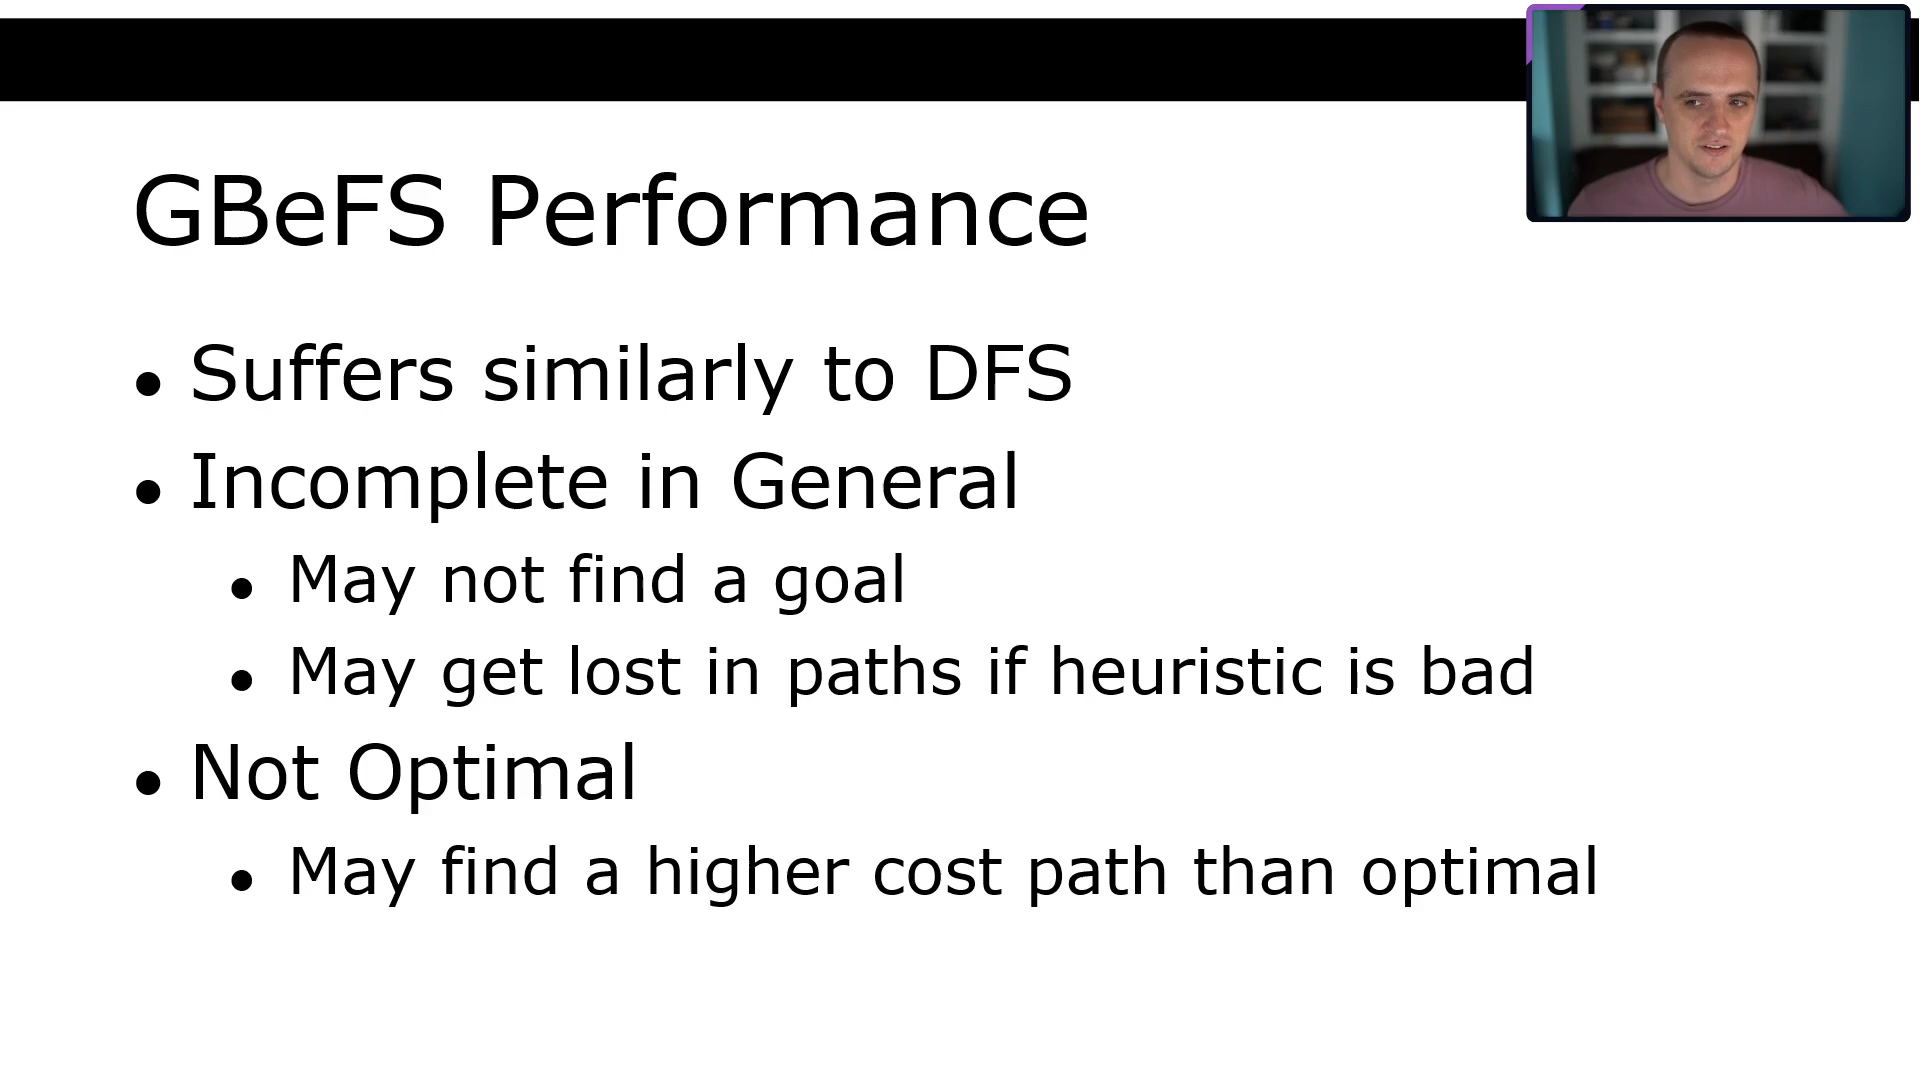 GBeFS Performance
● Suffers similarly to DFS
● Incomplete in General
● May not find a goal
● May get lost in paths if heuristic is bad
● Not Optimal
● May find a higher cost path than optimal